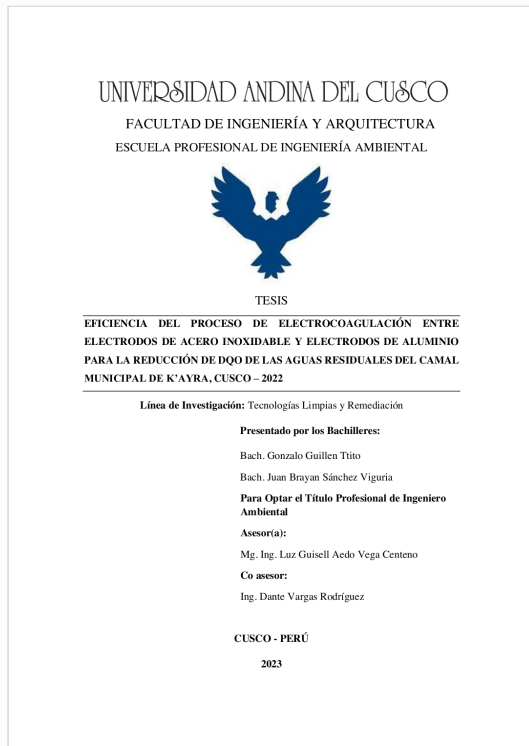 UNIVERSIDAD ANDINA DEL CUSCO
FACULTAD DE INGENIERÍA Y ARQUITECTURA
ESCUELA PROFESIONAL DE INGENIERÍA AMBIENTAL
TESIS
EFICIENCIA DEL PROCESO DE ELECTROCOAGULACIÓN ENTRE
ELECTRODOS DE ACERO INOXIDABLE Y ELECTRODOS DE ALUMINIO
PARA LA REDUCCIÓN DE DQO DE LAS AGUAS RESIDUALES DEL CAMAL
MUNICIPAL DE K’AYRA, CUSCO – 2022
Línea de Investigación: Tecnologías Limpias y Remediación
Presentado por los Bachilleres:
Bach. Gonzalo Guillen Ttito
Bach. Juan Brayan Sánchez Viguria
Para Optar el Título Profesional de Ingeniero
Ambiental
Asesor(a):
Mg. Ing. Luz Guisell Aedo Vega Centeno
Co asesor:
Ing. Dante Vargas Rodríguez
CUSCO - PERÚ
2023